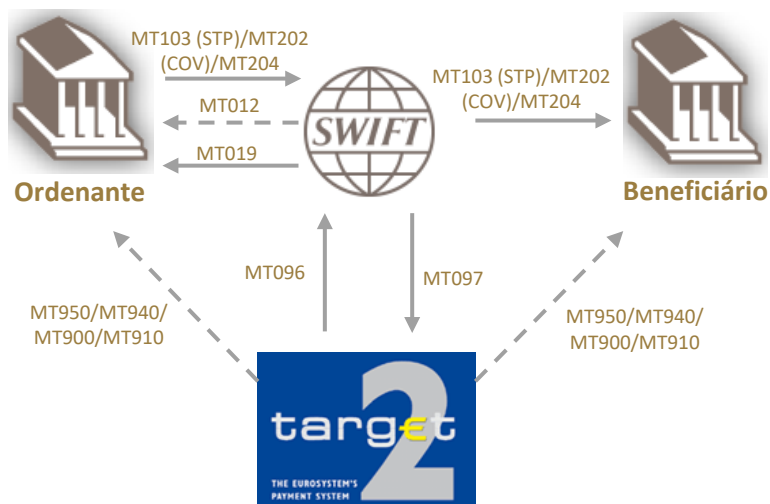 MT103 (STP)/MT202
(COV)/MT204
MT012
MT019
Ordenante
SWIFT
MT103 (STP)/MT202
(COV)/MT204
Beneficiário
MT096
MT097
MT950/MT940/
MT900/MT910
MT950/MT940/
MT900/MT910
targ€t
2
THE EUROSYSTEM'S
PAYMENT SYSTEM